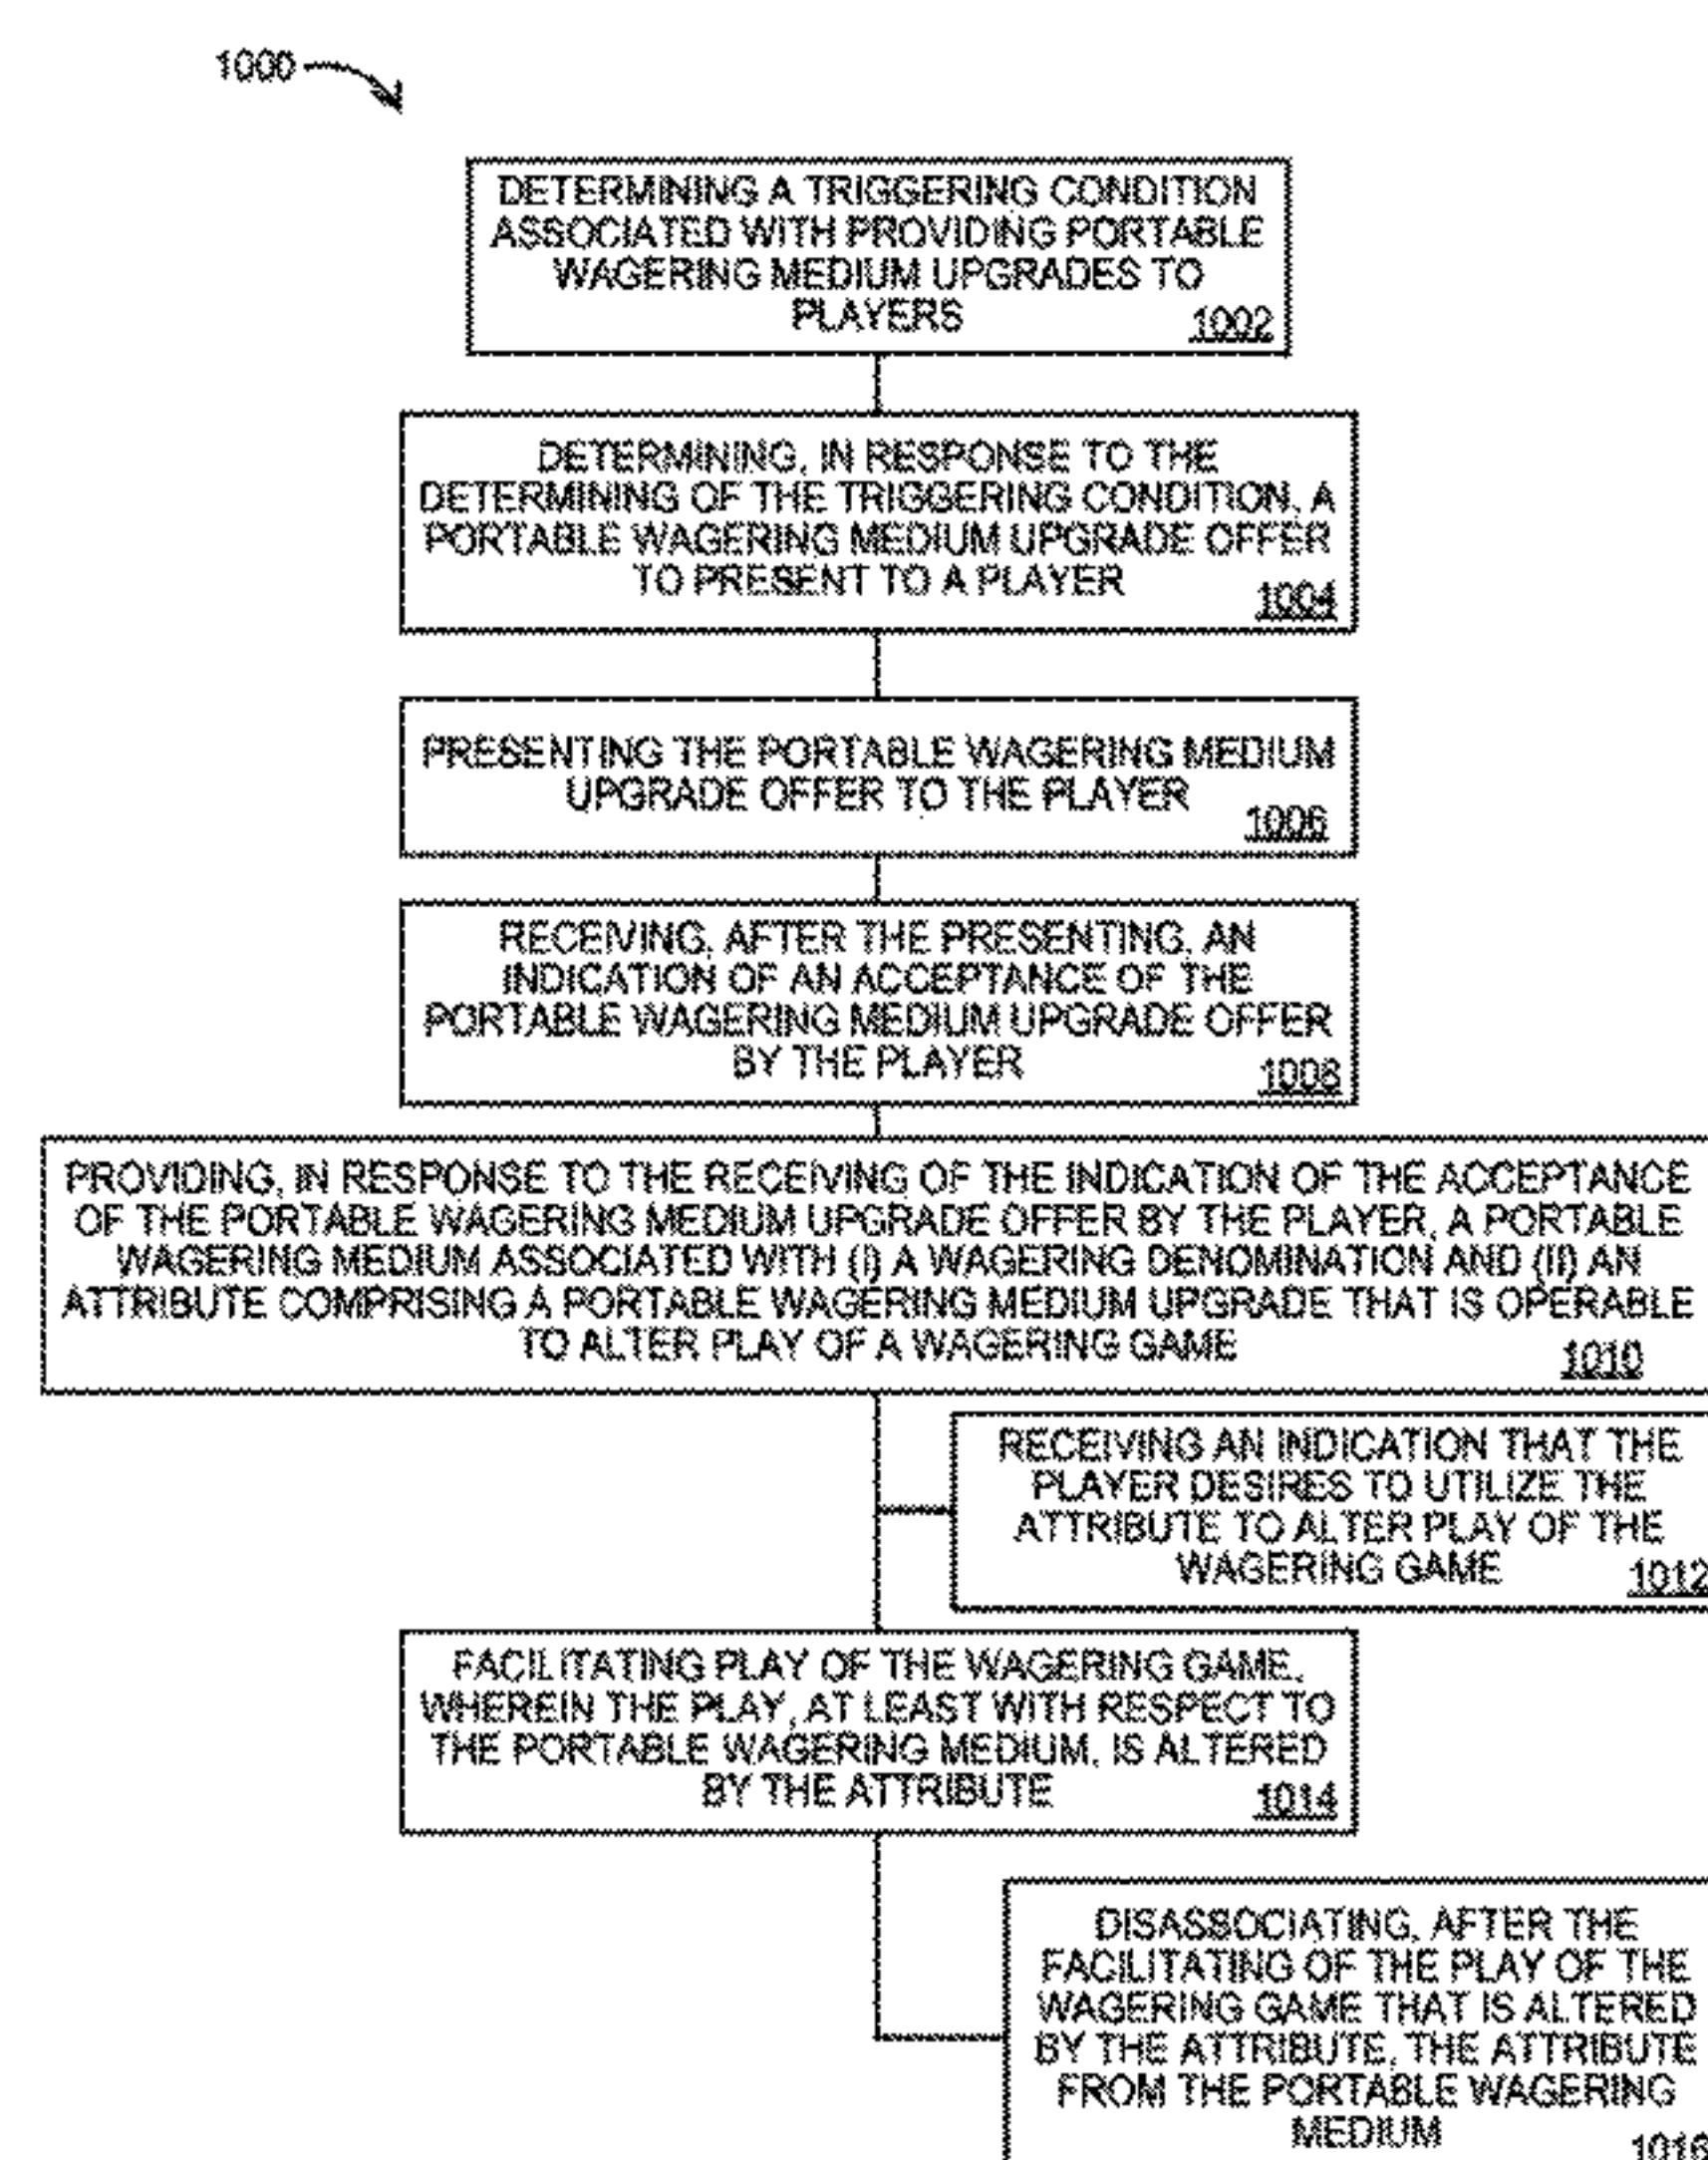 1000
DETERMINING A TRIGGERING CONDITION
ASSOCIATED WITH PROVIDING PORTABLE
WAGERING MEDIUM UPGRADES TO
PLAYERS
1002
DETERMINING, IN RESPONSE TO THE
DETERMINING OF THE TRIGGERING CONDITION, A
PORTABLE WAGERING MEDIUM UPGRADE OFFER
TO PRESENT TO A PLAYER
1004
PRESENTING THE PORTABLE WAGERING MEDIUM
UPGRADE OFFER TO THE PLAYER
1006
RECEIVING, AFTER THE PRESENTING, AN
INDICATION OF AN ACCEPTANCE OF THE
PORTABLE WAGERING MEDIUM UPGRADE OFFER
BY THE PLAYER
1008
PROVIDING, IN RESPONSE TO THE RECEIVING OF THE INDICATION OF THE ACCEPTANCE
OF THE PORTABLE WAGERING MEDIUM UPGRADE OFFER BY THE PLAYER, A PORTABLE
WAGERING MEDIUM ASSOCIATED WITH (I) A WAGERING DENOMINATION AND (II) AN
ATTRIBUTE COMPRISING A PORTABLE WAGERING MEDIUM UPGRADE THAT IS OPERABLE
TO ALTER PLAY OF A WAGERING GAME
1010
RECEIVING AN INDICATION THAT THE
PLAYER DESIRES TO UTILIZE THE
ATTRIBUTE TO ALTER PLAY OF THE
WAGERING GAME
1012
FACILITATING PLAY OF THE WAGERING GAME,
WHEREIN THE PLAY, AT LEAST WITH RESPECT TO
THE PORTABLE WAGERING MEDIUM, IS ALTERED
BY THE ATTRIBUTE
1014
DISASSOCIATING, AFTER THE
FACILITATING OF THE PLAY OF THE
WAGERING GAME THAT IS ALTERED
BY THE ATTRIBUTE, THE ATTRIBUTE
FROM THE PORTABLE WAGERING
MEDIUM
1016